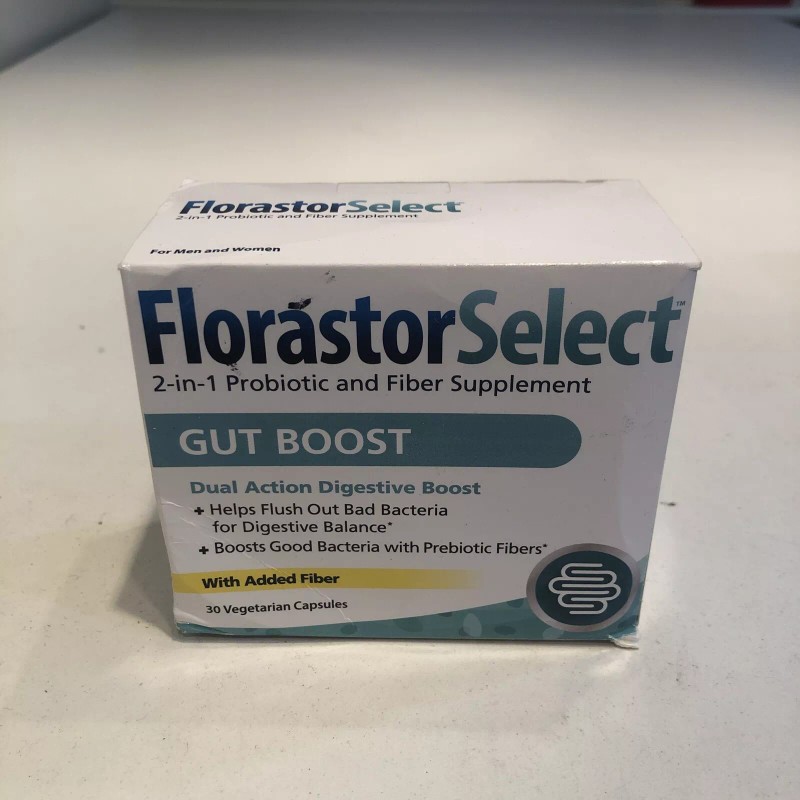 FlorastorSelect
2-in-1 Probiotic and Fiber Supplement
For Men and Women
FlorastorSelect™
2-in-1 Probiotic and Fiber Supplement
GUT BOOST
Dual Action Digestive Boost
+ Helps Flush Out Bad Bacteria
for Digestive Balance*
+ Boosts Good Bacteria with Prebiotic Fibers*
With Added Fiber
30 Vegetarian Capsules